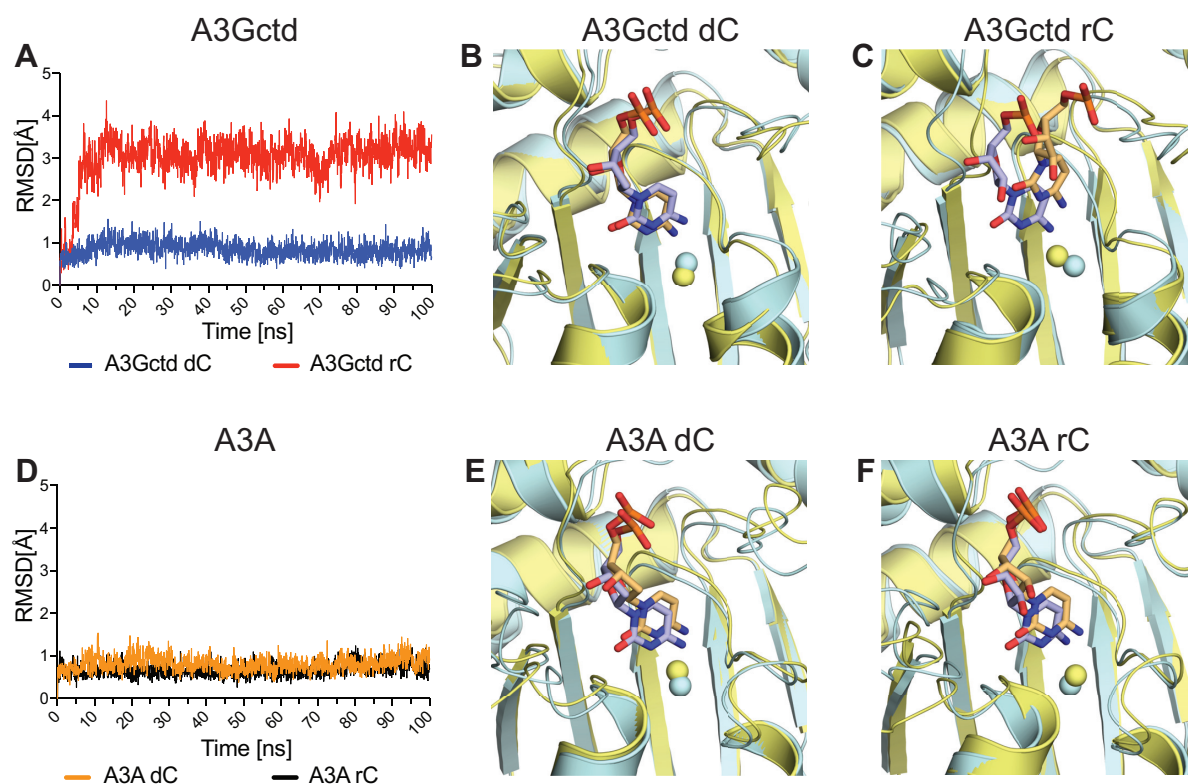 A3Gctd
A3Gctd dC
A3Gctd rC
A
B
C
RMSD[Å]
5
4
3
2
1
0
0 10 20 30 40 50 60 70 80 90 100
Time [ns]
A3Gctd dC A3Gctd rC
A3A
A3A dC
A3A rC
D
E
F
RMSD[Å]
5
4
3
2
1
0
0 10 20 30 40 50 60 70 80 90 100
Time [ns]
A3A dC A3A rC